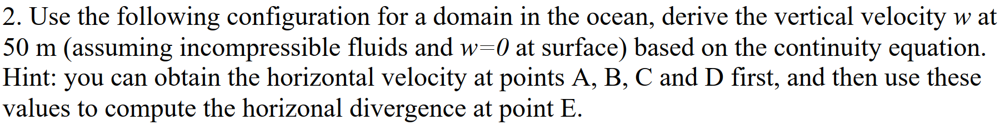 2. Use the following configuration for a domain in the ocean, derive the vertical velocity w at
50 m (assuming incompressible fluids and w=0 at surface) based on the continuity equation.
Hint: you can obtain the horizontal velocity at points A, B, C and D first, and then use these
values to compute the horizonal divergence at point E.